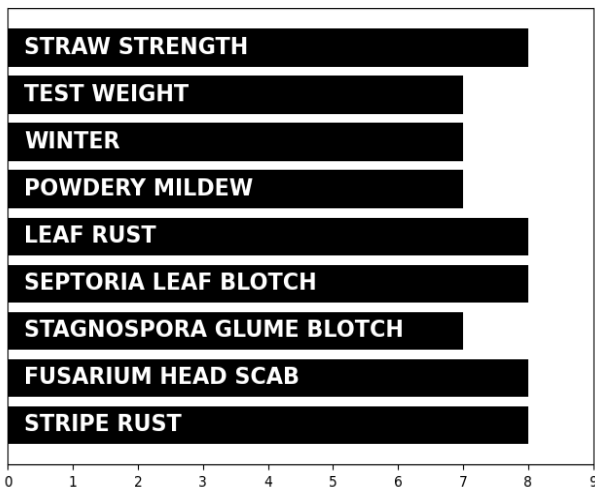 STRAW STRENGTH
TEST WEIGHT
WINTER
POWDERY MILDEW
LEAF RUST
SEPTORIA LEAF BLOTCH
STAGNOSPORA GLUME BLOTCH
FUSARIUM HEAD SCAB
STRIPE RUST
0 1 2 3 4 5 6 7 8 9